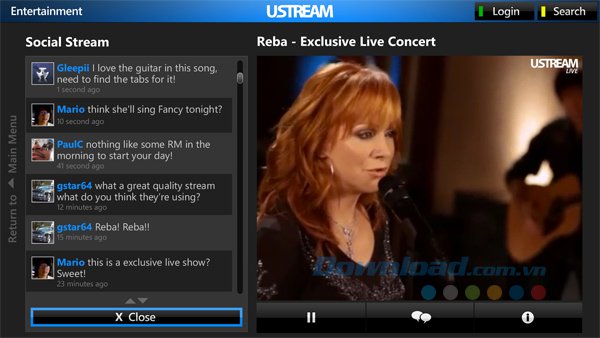 Entertainment
USTREAM
Login
Search
Social Stream
Reba - Exclusive Live Concert
Return to Main Menu
Gleepii I love the guitar in this song,
need to find the tabs for it!
1 second ago
Mario think she'll sing Fancy tonight?
10 second ago
PaulC nothing like some RM in the
morning to start your day!
41 second ago
gstar64 what a great quality stream
what do you think they're using?
12 minutes ago
gstar64 Reba! Reba!!
15 minutes ago
Mario this is a exclusive live show?
Sweet!
23 minutes ago
X Close
USTREAM
LIVE
Download.com.vn